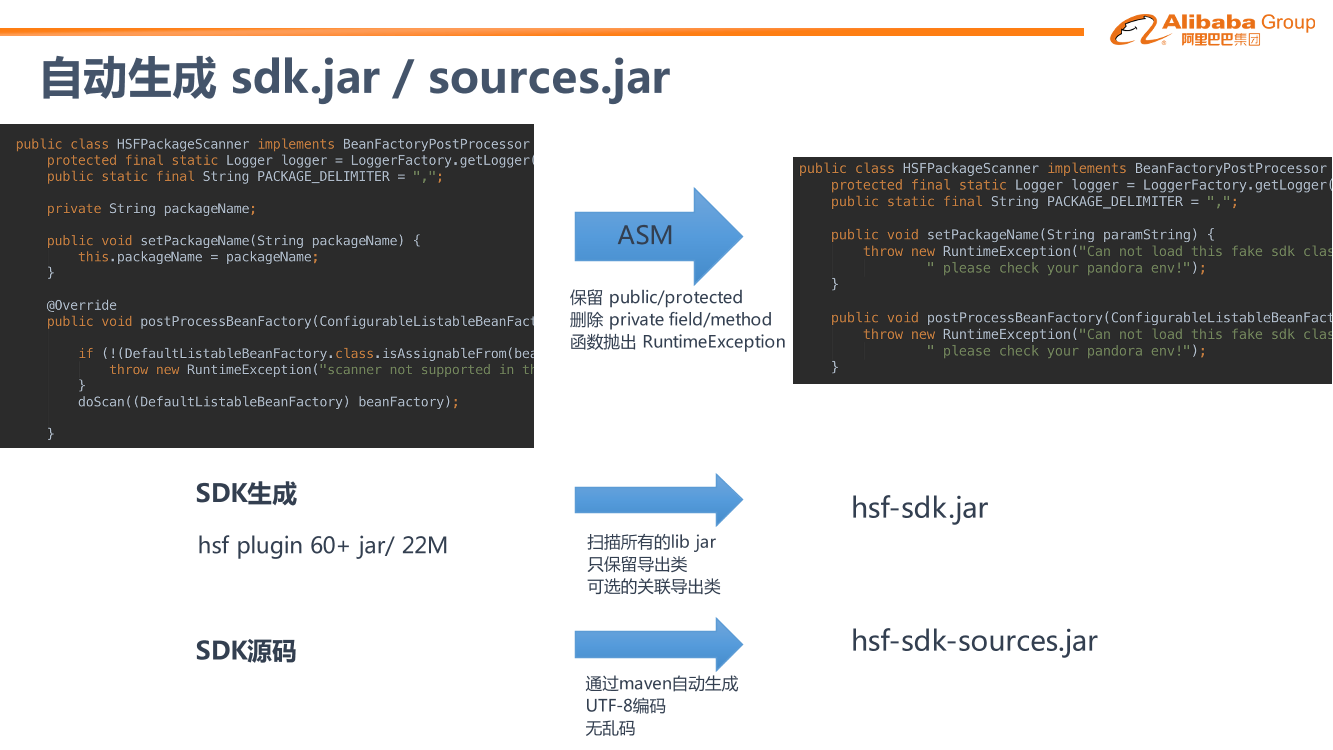 Alibaba Group
阿里巴巴集团
自动生成 sdk.jar / sources.jar
public class HSFPackageScanner implements BeanFactoryPostProcessor
protected final static Logger logger = LoggerFactory.getLogger(
public static final String PACKAGE_DELIMITER = ",";
private String packageName;
public void setPackageName(String packageName) {
this.packageName = packageName;
}
@Override
public void postProcessBeanFactory(ConfigurableListableBeanFact
if (!(DefaultListableBeanFactory.class.isAssignableFrom(bea
throw new RuntimeException("scanner not supported in th
}
doScan((DefaultListableBeanFactory) beanFactory);
}
ASM
保留 public/protected
删除 private field/method
函数抛出 RuntimeException
public class HSFPackageScanner implements BeanFactoryPostProcessor
protected final static Logger logger = LoggerFactory.getLogger(
public static final String PACKAGE_DELIMITER = ",";
public void setPackageName(String paramString) {
throw new RuntimeException("Can not load this fake sdk clas
" please check your pandora env!");
}
public void postProcessBeanFactory(ConfigurableListableBeanFact
throw new RuntimeException("Can not load this fake sdk clas
" please check your pandora env!");
}
SDK生成
hsf plugin 60+ jar/ 22M
扫描所有的lib jar
只保留导出类
可选的关联导出类
hsf-sdk.jar
SDK源码
通过maven自动生成
UTF-8编码
无乱码
hsf-sdk-sources.jar